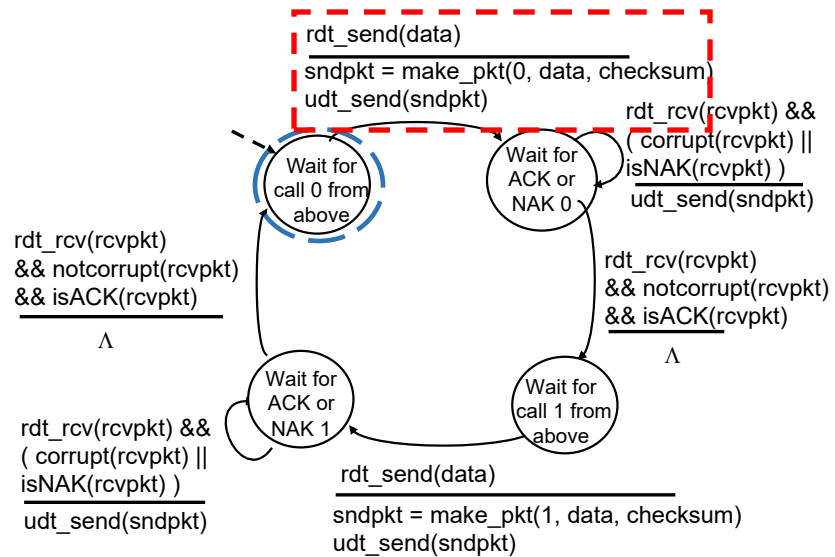 rdt_send(data)
sndpkt = make_pkt(0, data, checksum)
udt_send(sndpkt)
Wait for
call 0 from
above
Wait for
ACK or
NAK 0
rdt_rcv(rcvpkt) &&
( corrupt(rcvpkt) ||
isNAK(rcvpkt) )
udt_send(sndpkt)
rdt_rcv(rcvpkt)
&& notcorrupt(rcvpkt)
&& isACK(rcvpkt)
Λ
rdt_rcv(rcvpkt)
&& notcorrupt(rcvpkt)
&& isACK(rcvpkt)
Λ
Wait for
ACK or
NAK 1
Wait for
call 1 from
above
rdt_rcv(rcvpkt) &&
( corrupt(rcvpkt) ||
isNAK(rcvpkt) )
udt_send(sndpkt)
rdt_send(data)
sndpkt = make_pkt(1, data, checksum)
udt_send(sndpkt)